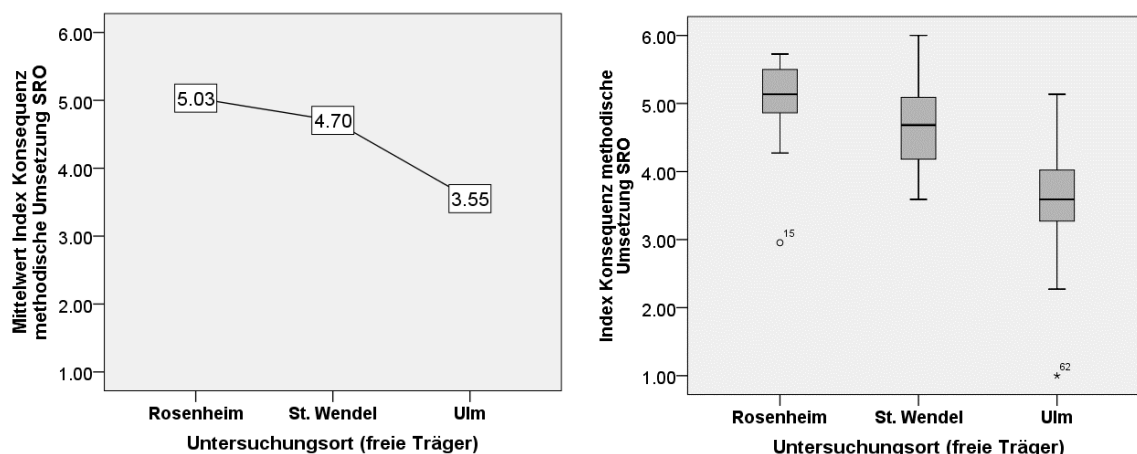 Mittelwert Index Konsequenz
methodische Umsetzung SRO
6.00
5.00
4.00
3.00
2.00
1.00
5.03
4.70
3.55
Rosenheim St. Wendel Ulm
Untersuchungsort (freie Träger)
Index Konsequenz methodische
Umsetzung SRO
6.00
5.00
4.00
3.00
2.00
1.00
15
62
Rosenheim St. Wendel Ulm
Untersuchungsort (freie Träger)